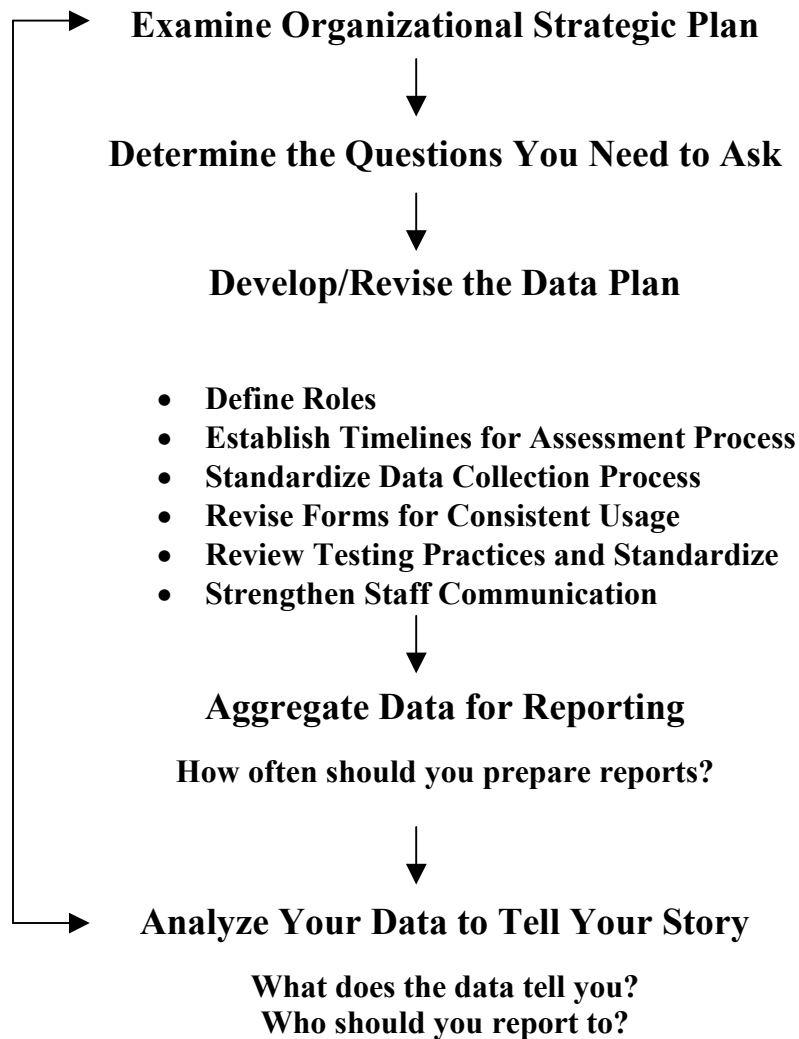 Examine Organizational Strategic Plan
Determine the Questions You Need to Ask
Develop/Revise the Data Plan
• Define Roles
• Establish Timelines for Assessment Process
• Standardize Data Collection Process
• Revise Forms for Consistent Usage
• Review Testing Practices and Standardize
• Strengthen Staff Communication
Aggregate Data for Reporting
How often should you prepare reports?
Analyze Your Data to Tell Your Story
What does the data tell you?
Who should you report to?